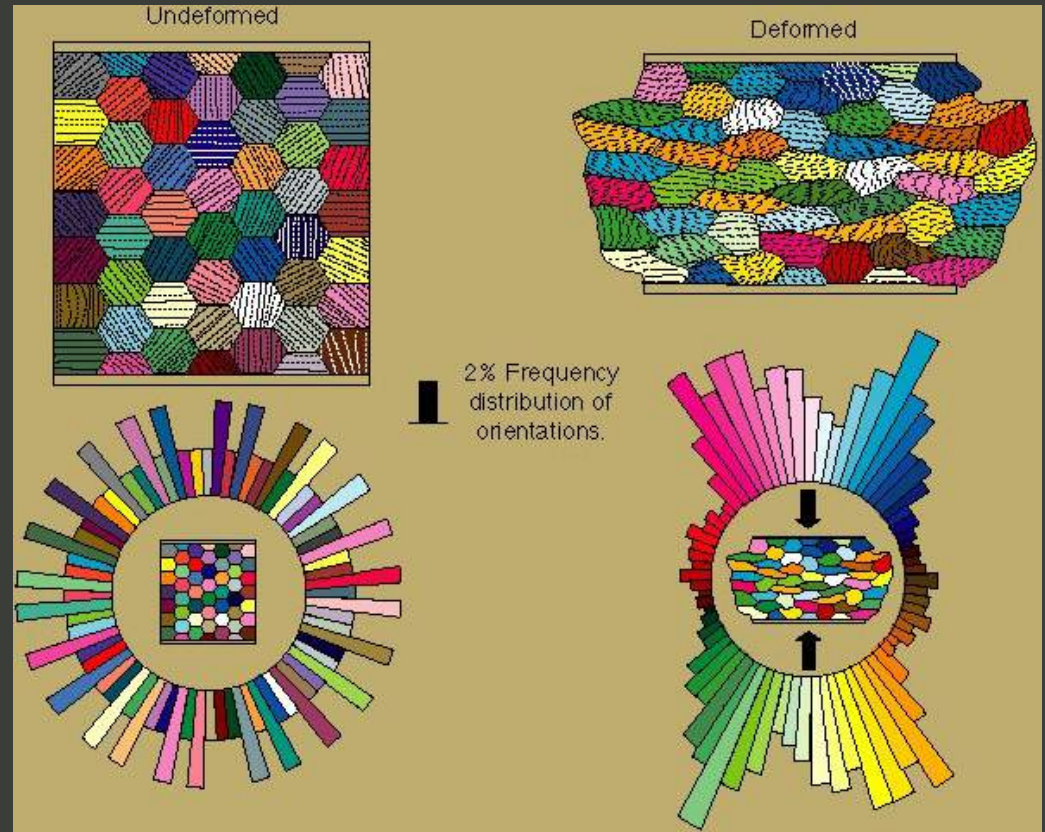 Undeformed
Deformed
2% Frequency
distribution of
orientations.